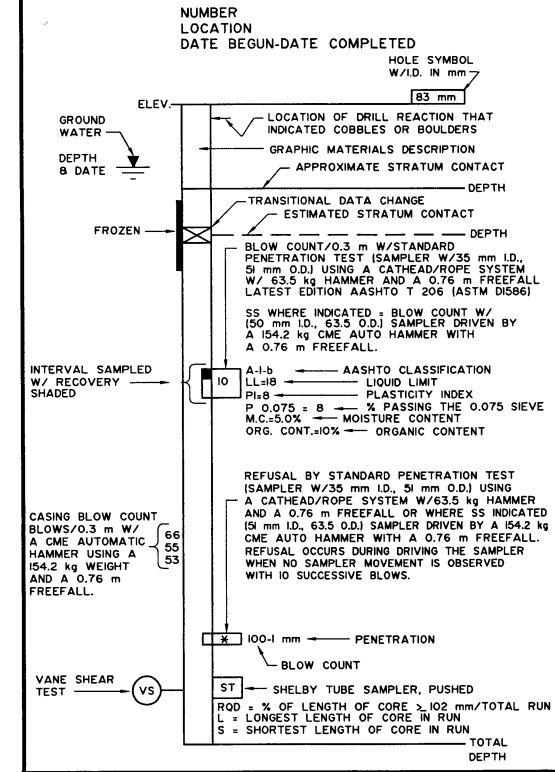 NUMBER
LOCATION
DATE BEGUN-DATE COMPLETED
HOLE SYMBOL
W/I.D. IN mm
83 mm
ELEV.
LOCATION OF DRILL REACTION THAT
INDICATED COBBLES OR BOULDERS
GROUND
WATER
GRAPHIC MATERIALS DESCRIPTION
DEPTH
& DATE
APPROXIMATE STRATUM CONTACT
DEPTH
TRANSITIONAL DATA CHANGE
ESTIMATED STRATUM CONTACT
FROZEN
DEPTH
BLOW COUNT/0.3 m W/STANDARD
PENETRATION TEST (SAMPLER W/35 mm I.D.,
51 mm O.D.) USING A CATHEAD/ROPE SYSTEM
W/ 63.5 kg HAMMER AND A 0.76 m FREEFALL
LATEST EDITION AASHTO T 206 (ASTM D1586)
SS WHERE INDICATED = BLOW COUNT W/
(50 mm I.D., 63.5 O.D.) SAMPLER DRIVEN BY
A 154.2 kg CME AUTO HAMMER WITH
A 0.76 m FREEFALL.
INTERVAL SAMPLED
W/ RECOVERY
SHADED
10
A-1-b AASHTO CLASSIFICATION
LL=18 LIQUID LIMIT
PI=8 PLASTICITY INDEX
P 0.075 = 8 % PASSING THE 0.075 SIEVE
M.C.=5.0% MOISTURE CONTENT
ORG. CONT.=10% ORGANIC CONTENT
REFUSAL BY STANDARD PENETRATION TEST
(SAMPLER W/35 mm I.D., 51 mm O.D.) USING
A CATHEAD/ROPE SYSTEM W/63.5 kg HAMMER
AND A 0.76 m FREEFALL OR WHERE SS INDICATED
(51 mm I.D., 63.5 O.D.) SAMPLER DRIVEN BY A 154.2 kg
CME AUTO HAMMER WITH A 0.76 m FREEFALL.
REFUSAL OCCURS DURING DRIVING THE SAMPLER
WHEN NO SAMPLER MOVEMENT IS OBSERVED
WITH 10 SUCCESSIVE BLOWS.
CASING BLOW COUNT
BLOWS/0.3 m W/
A CME AUTOMATIC
HAMMER USING A
154.2 kg WEIGHT
AND A 0.76 m
FREEFALL.
66
55
53
* 100-1 mm PENETRATION
BLOW COUNT
VANE SHEAR
TEST
VS
ST SHELBY TUBE SAMPLER, PUSHED
RQD = % OF LENGTH OF CORE ≥ 102 mm/TOTAL RUN
L = LONGEST LENGTH OF CORE IN RUN
S = SHORTEST LENGTH OF CORE IN RUN
TOTAL
DEPTH